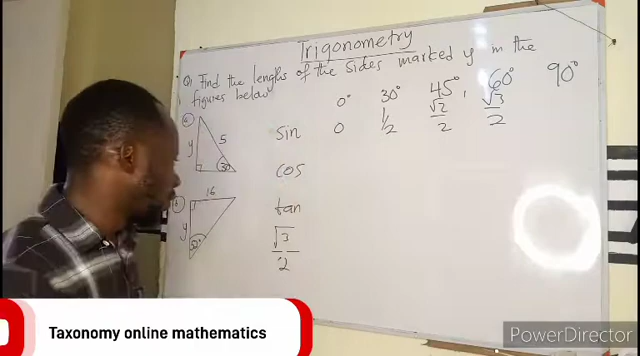 Trigonometry
Q1 Find the lengths of the sides marked y in the
figures below
0° 30° 45° 60° 90°
sin 0 1/2 √2/2 √3/2
cos
tan
√3/2
a
y 5
30
b
16
y
Taxonomy online mathematics
PowerDirector